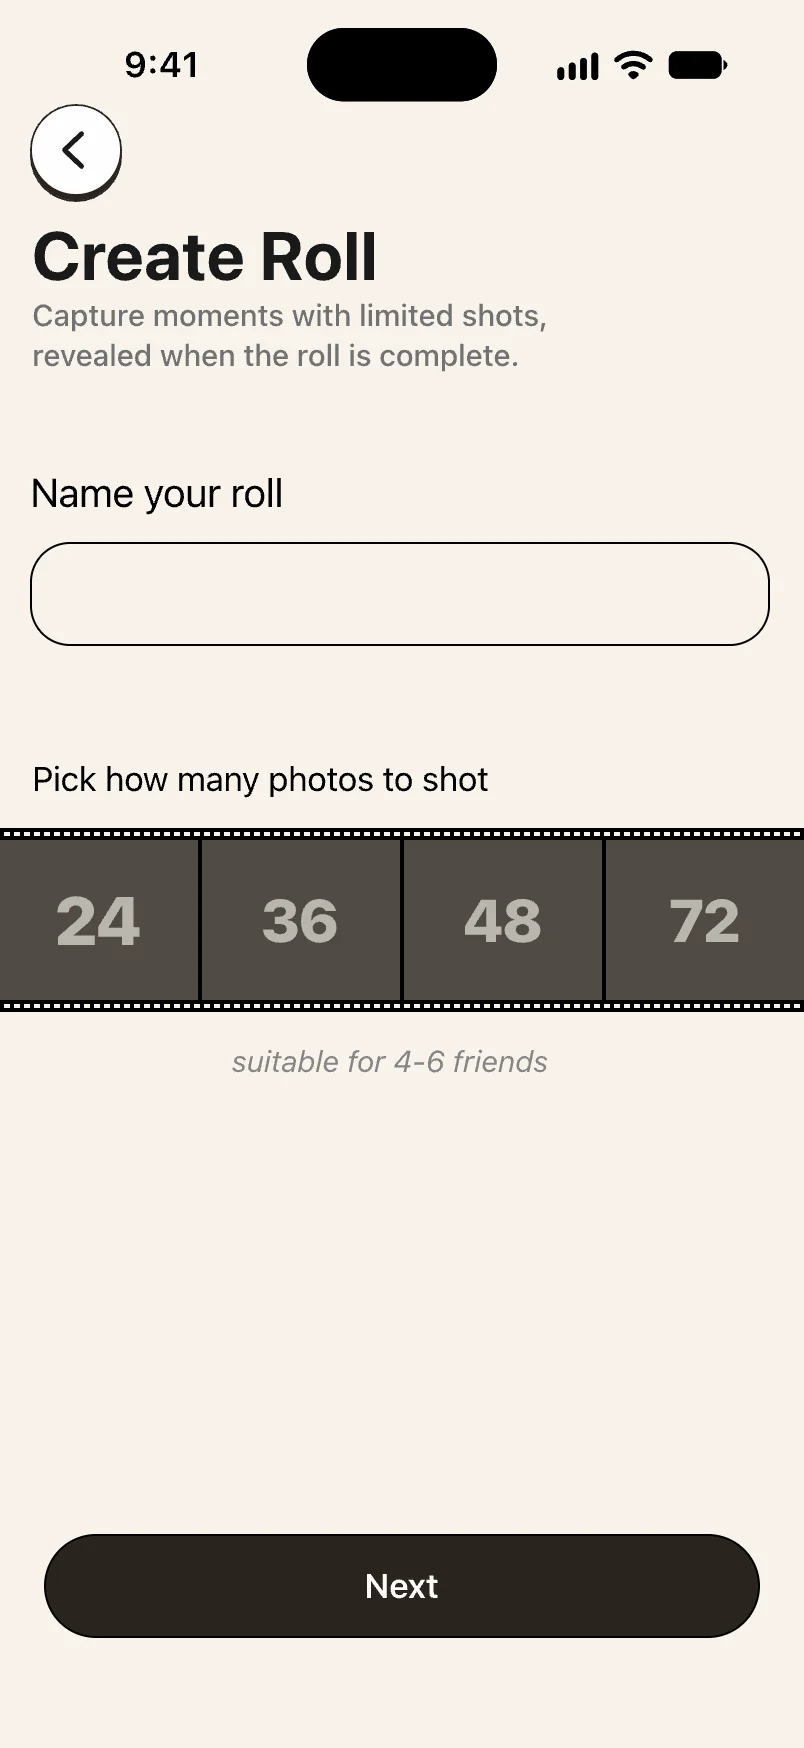 9:41
Create Roll
Capture moments with limited shots,
revealed when the roll is complete.
Name your roll
Pick how many photos to shot
24 36 48 72
suitable for 4-6 friends
Next